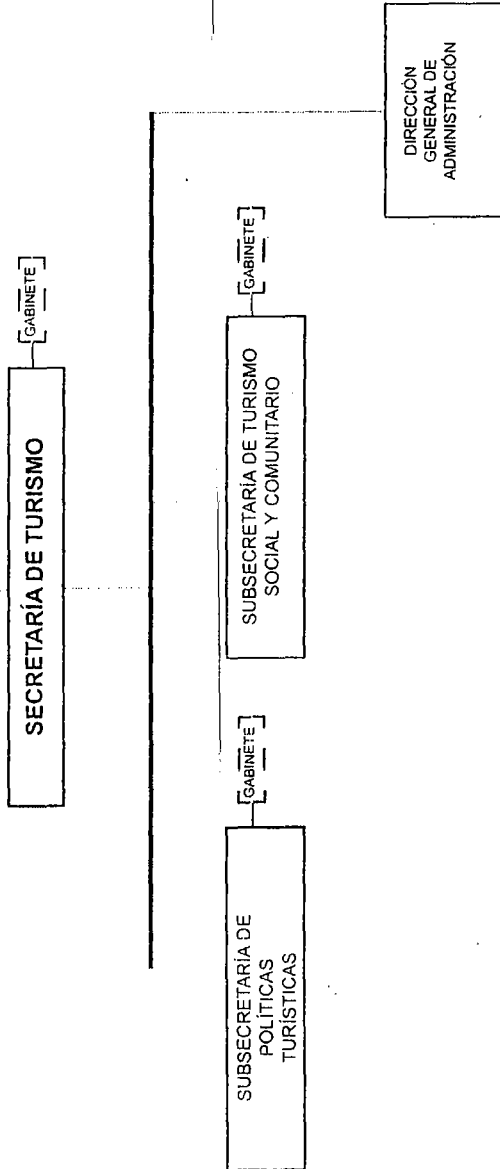 SECRETARÍA DE TURISMO
GABINETE
SUBSECRETARÍA DE
POLÍTICAS
TURÍSTICAS
GABINETE
SUBSECRETARÍA DE TURISMO
SOCIAL Y COMUNITARIO
GABINETE
DIRECCIÓN
GENERAL DE
ADMINISTRACIÓN